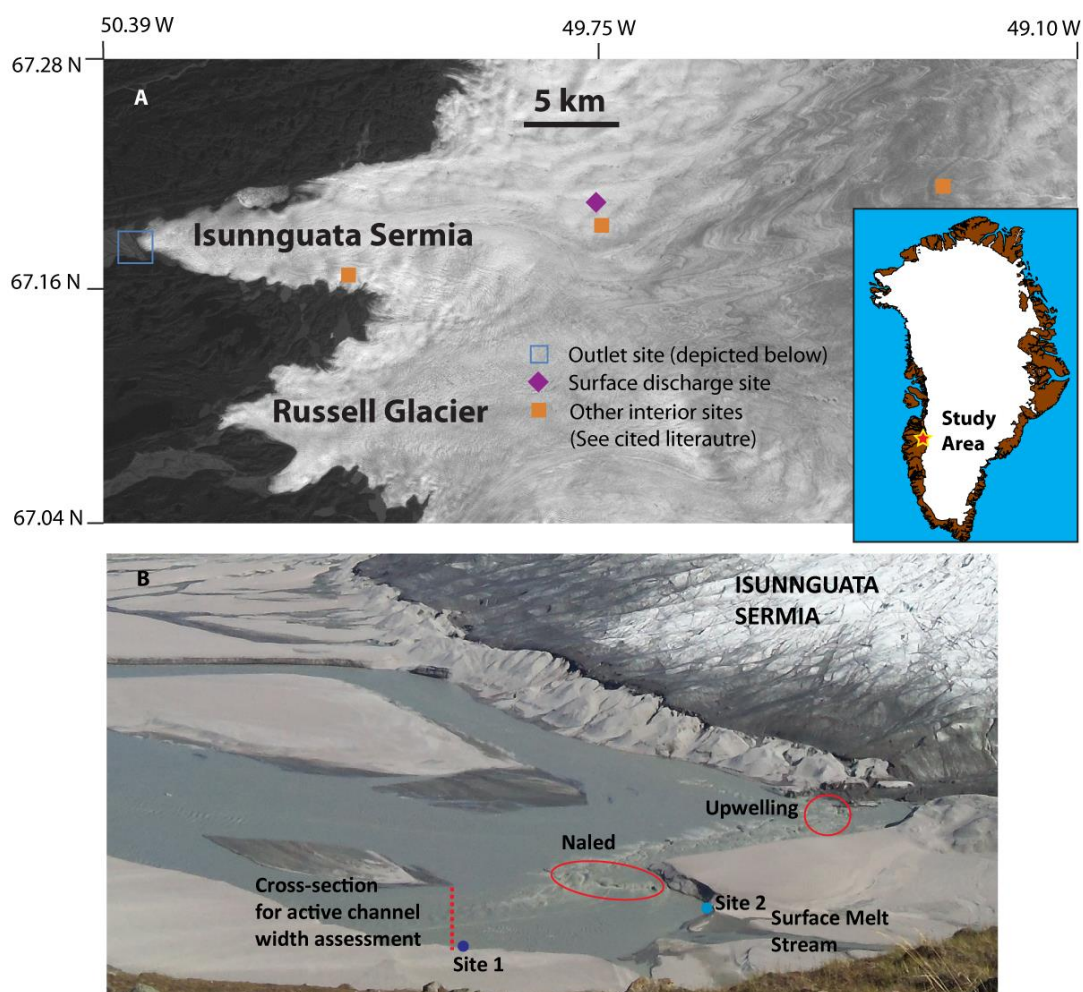 50.39 W
49.75 W
49.10 W
67.28 N
A
5 km
Isunnguata Sermia
67.16 N
Outlet site (depicted below)
Surface discharge site
Other interior sites
(See cited literautre)
Russell Glacier
Study
Area
67.04 N
B
ISUNNGUATA
SERMIA
Upwelling
Naled
Cross-section
for active channel
width assessment
Site 2
Surface Melt
Stream
Site 1